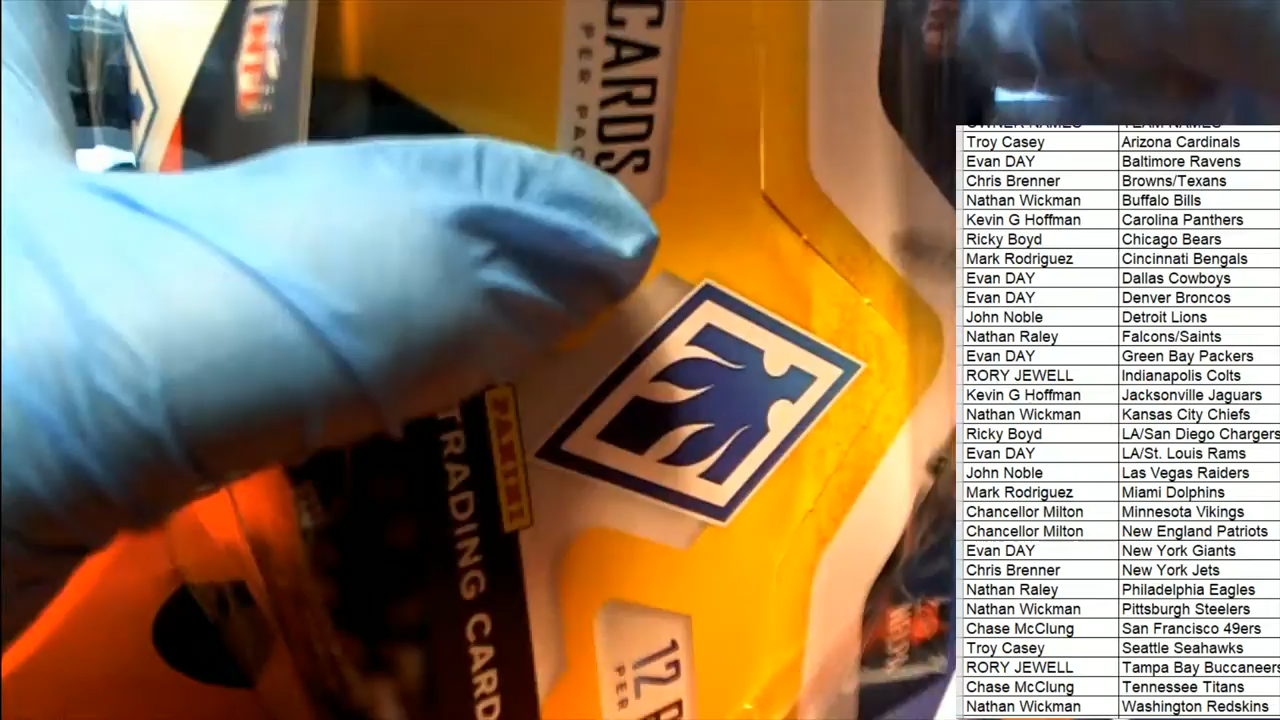 CARDS
PER PAC
PANINI
TRADING CARD
12 P
PER
OWNER NAMES TEAM NAMES
Troy Casey Arizona Cardinals
Evan DAY Baltimore Ravens
Chris Brenner Browns/Texans
Nathan Wickman Buffalo Bills
Kevin G Hoffman Carolina Panthers
Ricky Boyd Chicago Bears
Mark Rodriguez Cincinnati Bengals
Evan DAY Dallas Cowboys
Evan DAY Denver Broncos
John Noble Detroit Lions
Nathan Raley Falcons/Saints
Evan DAY Green Bay Packers
RORY JEWELL Indianapolis Colts
Kevin G Hoffman Jacksonville Jaguars
Nathan Wickman Kansas City Chiefs
Ricky Boyd LA/San Diego Chargers
Evan DAY LA/St. Louis Rams
John Noble Las Vegas Raiders
Mark Rodriguez Miami Dolphins
Chancellor Milton Minnesota Vikings
Chancellor Milton New England Patriots
Evan DAY New York Giants
Chris Brenner New York Jets
Nathan Raley Philadelphia Eagles
Nathan Wickman Pittsburgh Steelers
Chase McClung San Francisco 49ers
Troy Casey Seattle Seahawks
RORY JEWELL Tampa Bay Buccaneers
Chase McClung Tennessee Titans
Nathan Wickman Washington Redskins